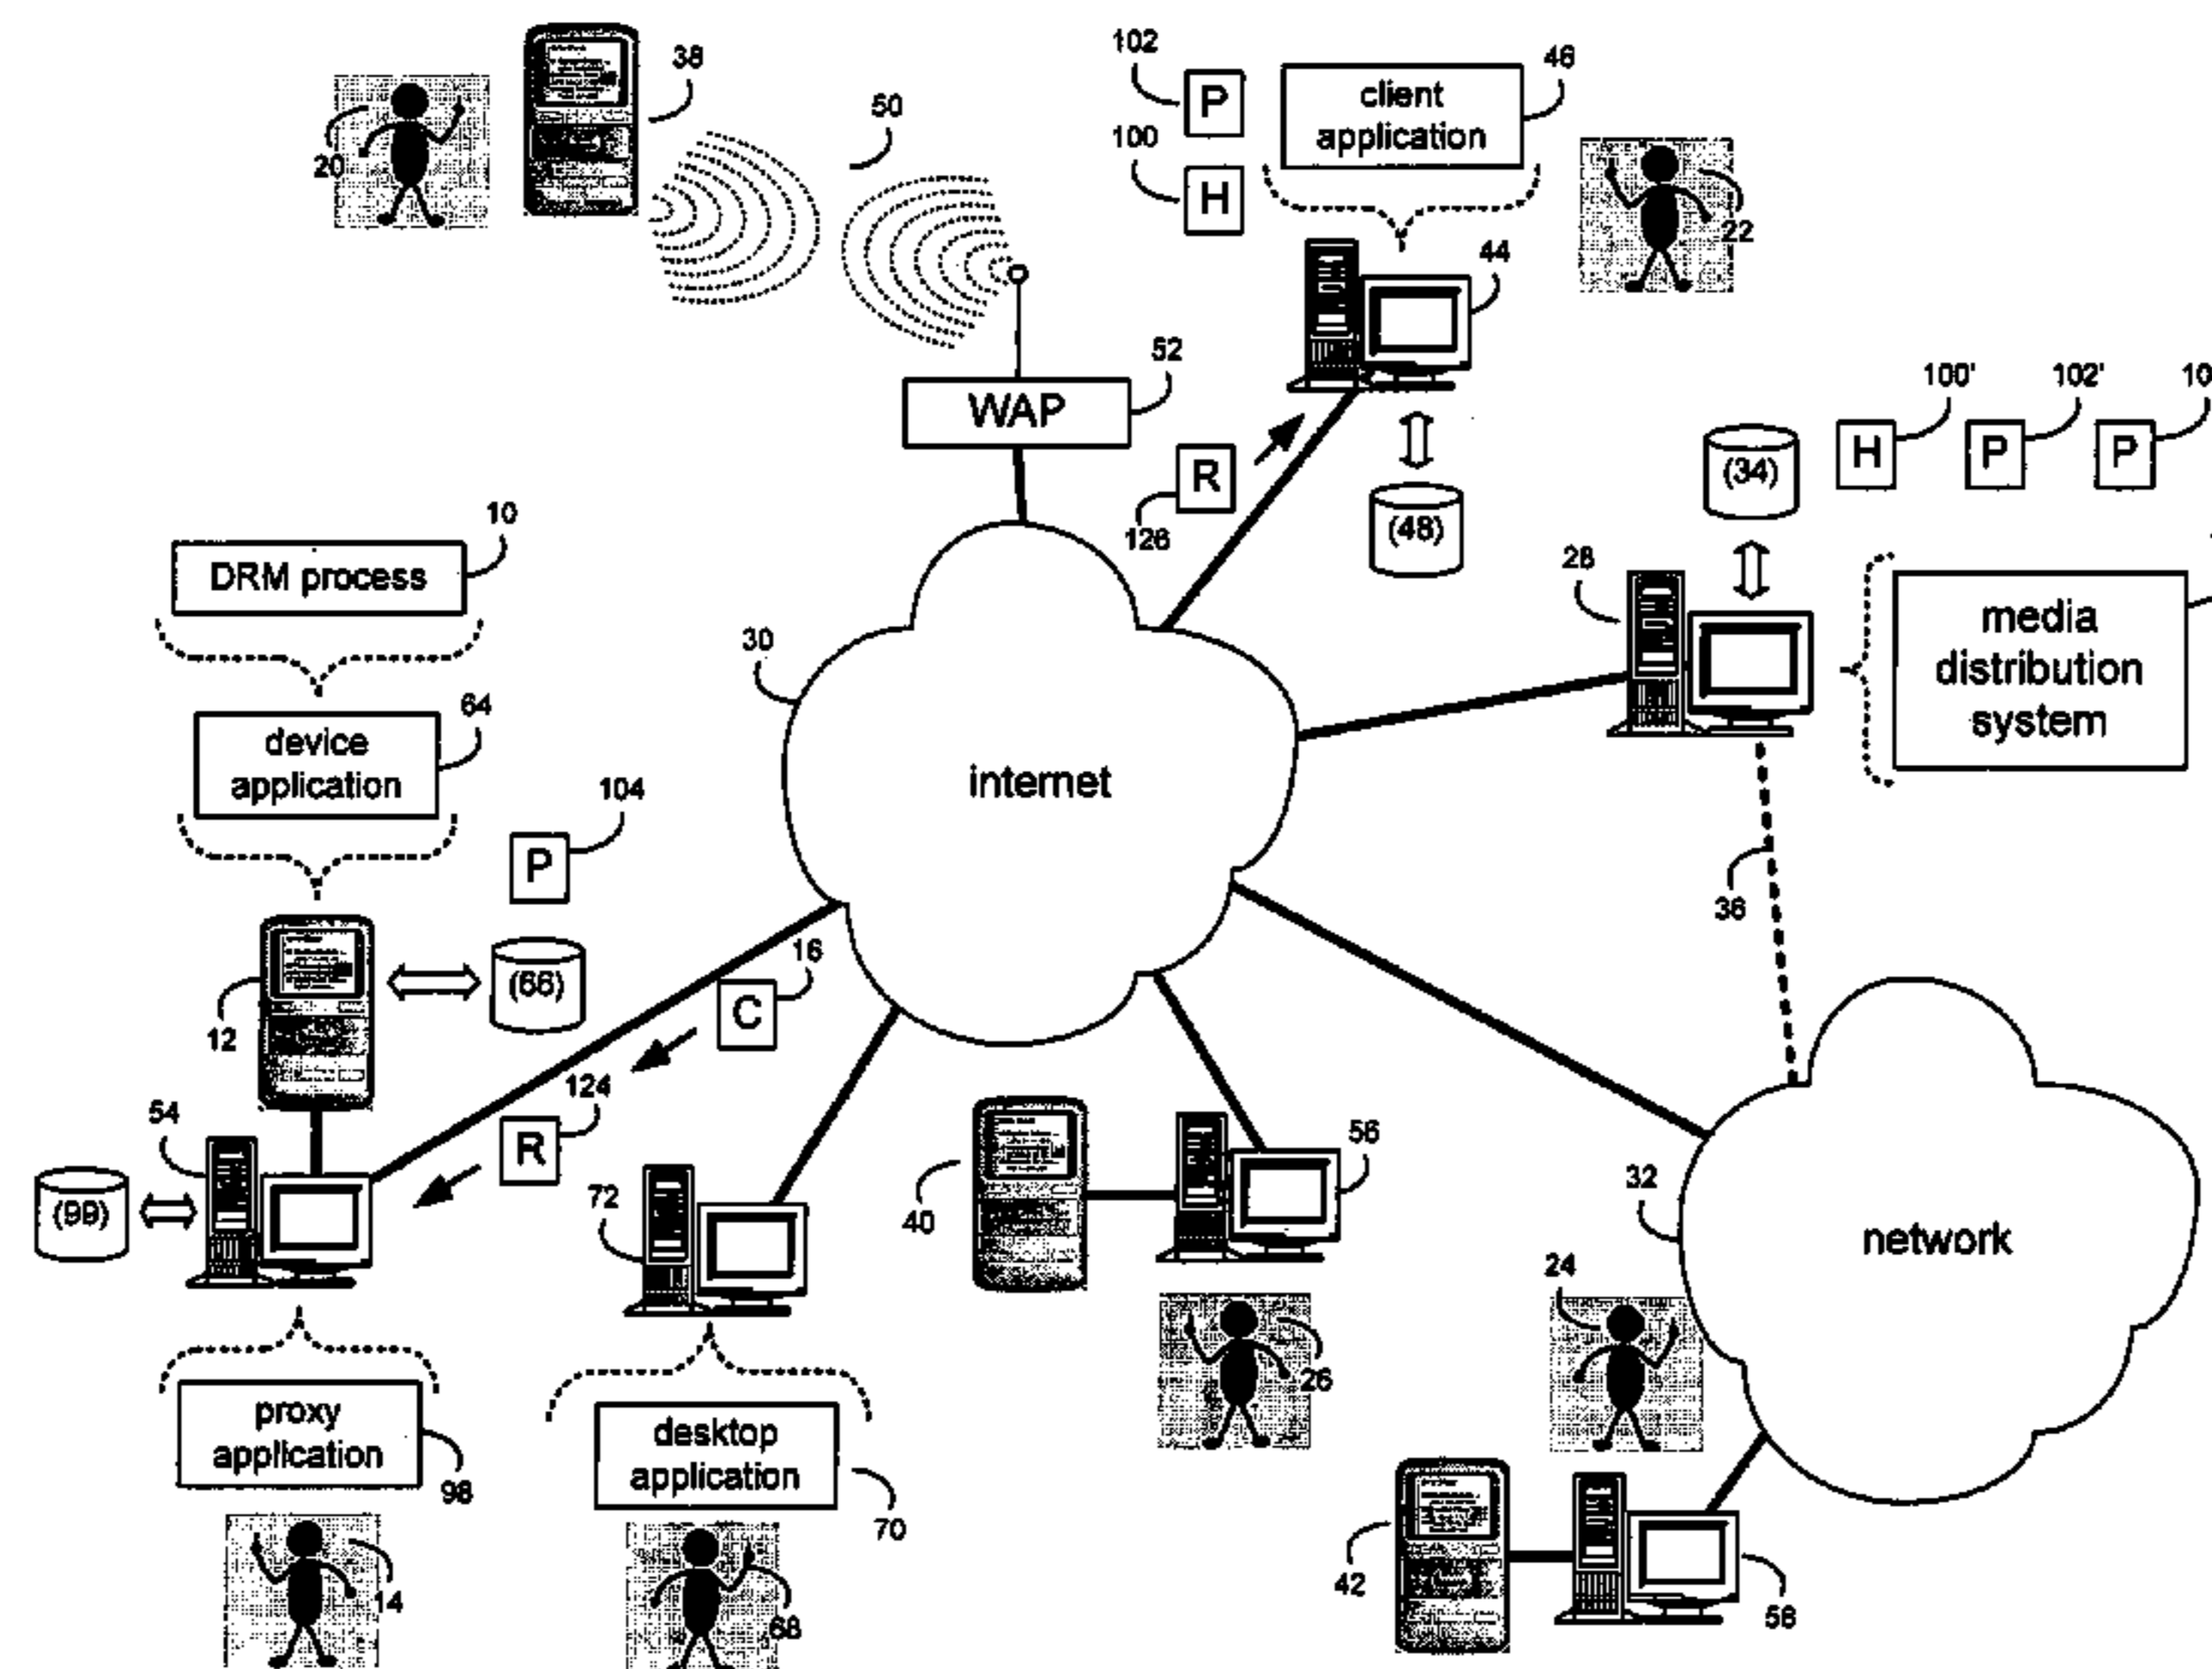 38
102
46
50
P
client
application
20
100
H
22
44
52
WAP
100'
102'
10
(34)
H
P
P
R
126
(48)
10
DRM process
28
media
distribution
system
30
64
device
application
internet
104
P
36
16
(66)
C
12
124
54
R
56
32
72
40
(99)
network
24
26
proxy
application
98
desktop
application
70
42
14
68
58